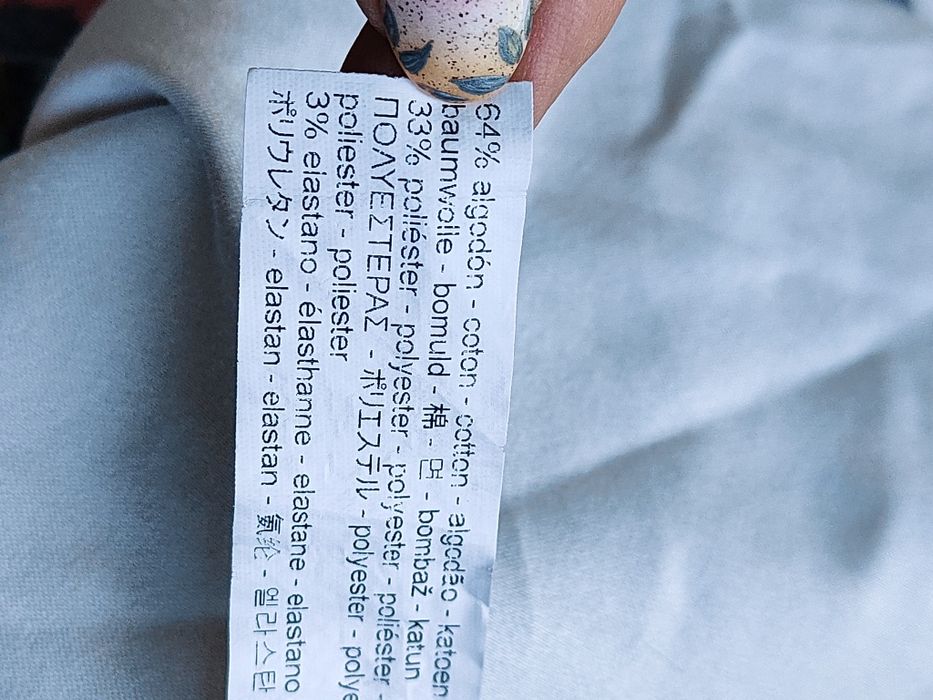 64% algodón - coton - cotton - algodão - katoen
baumwolle - bomuld - 棉 - 면 - bombaž - katun
33% poliéster - polyester - polyester - polyester - poliéster -
ΠΟΛΥΕΣΤΕΡΑΣ - ポリエステル - polyester -
poliester - poliester
3% elastano - élasthanne - elastane - elastano
ポリウレタン - elastan - elastan - 氨纶 - 엘라스탄